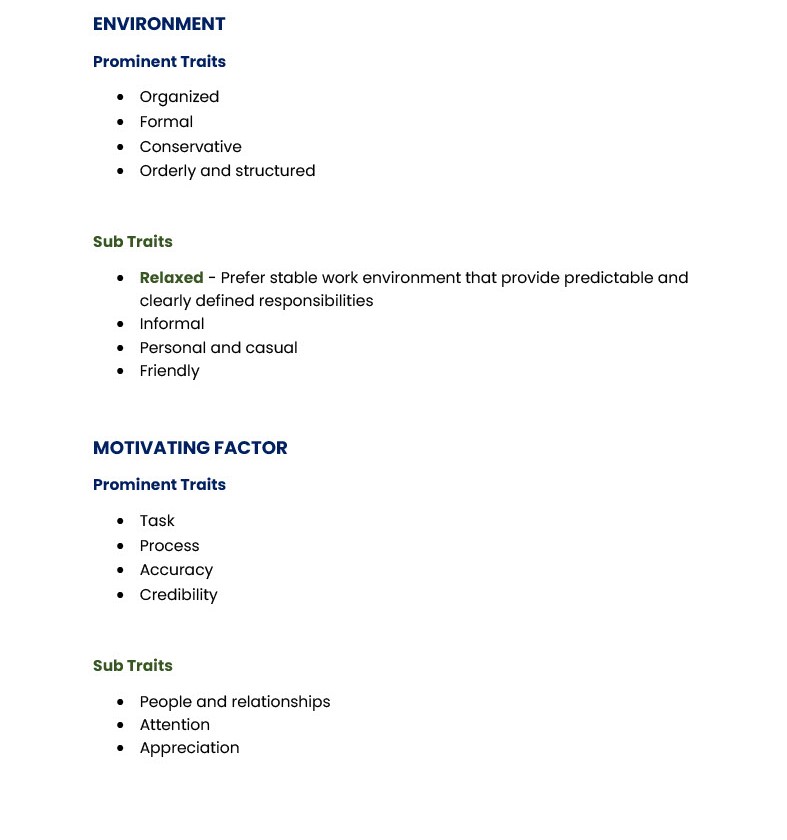 ENVIRONMENT
Prominent Traits
• Organized
• Formal
• Conservative
• Orderly and structured
Sub Traits
• Relaxed - Prefer stable work environment that provide predictable and
clearly defined responsibilities
• Informal
• Personal and casual
• Friendly
MOTIVATING FACTOR
Prominent Traits
• Task
• Process
• Accuracy
• Credibility
Sub Traits
• People and relationships
• Attention
• Appreciation